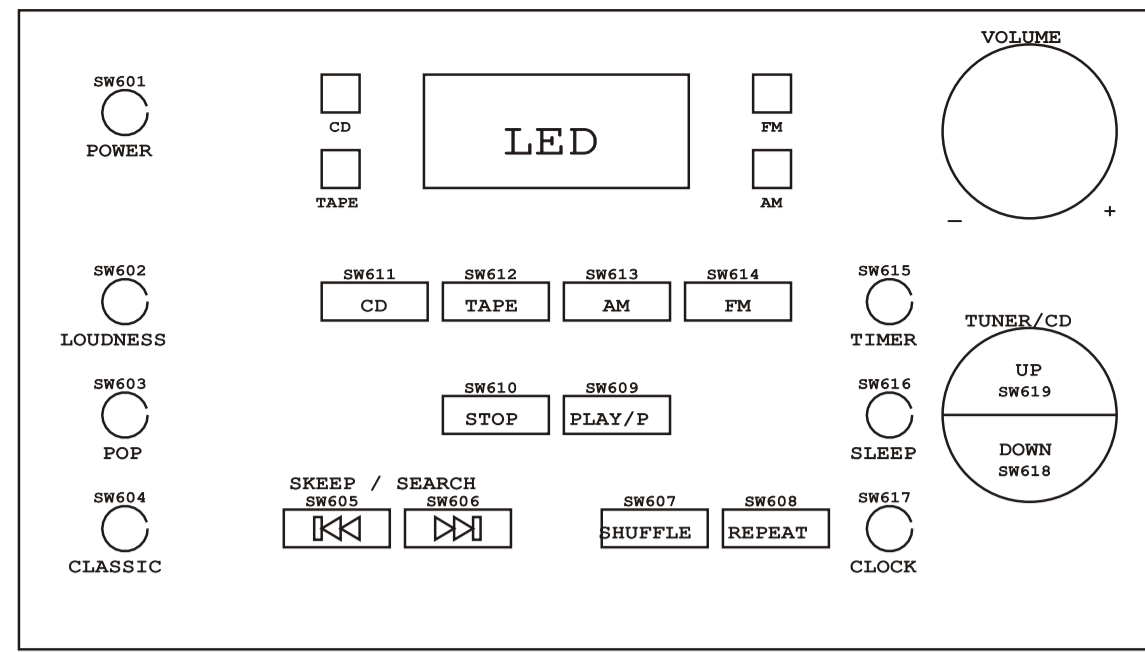 VOLUME
SW601
POWER
CD
TAPE
LED
FM
AM
–
+
SW602
LOUDNESS
SW611
CD
SW612
TAPE
SW613
AM
SW614
FM
SW615
TIMER
TUNER/CD
UP
SW619
DOWN
SW618
SW603
POP
SW610
STOP
SW609
PLAY/P
SW616
SLEEP
SKEEP / SEARCH
SW604
CLASSIC
SW605
SW606
SW607
SHUFFLE
SW608
REPEAT
SW617
CLOCK